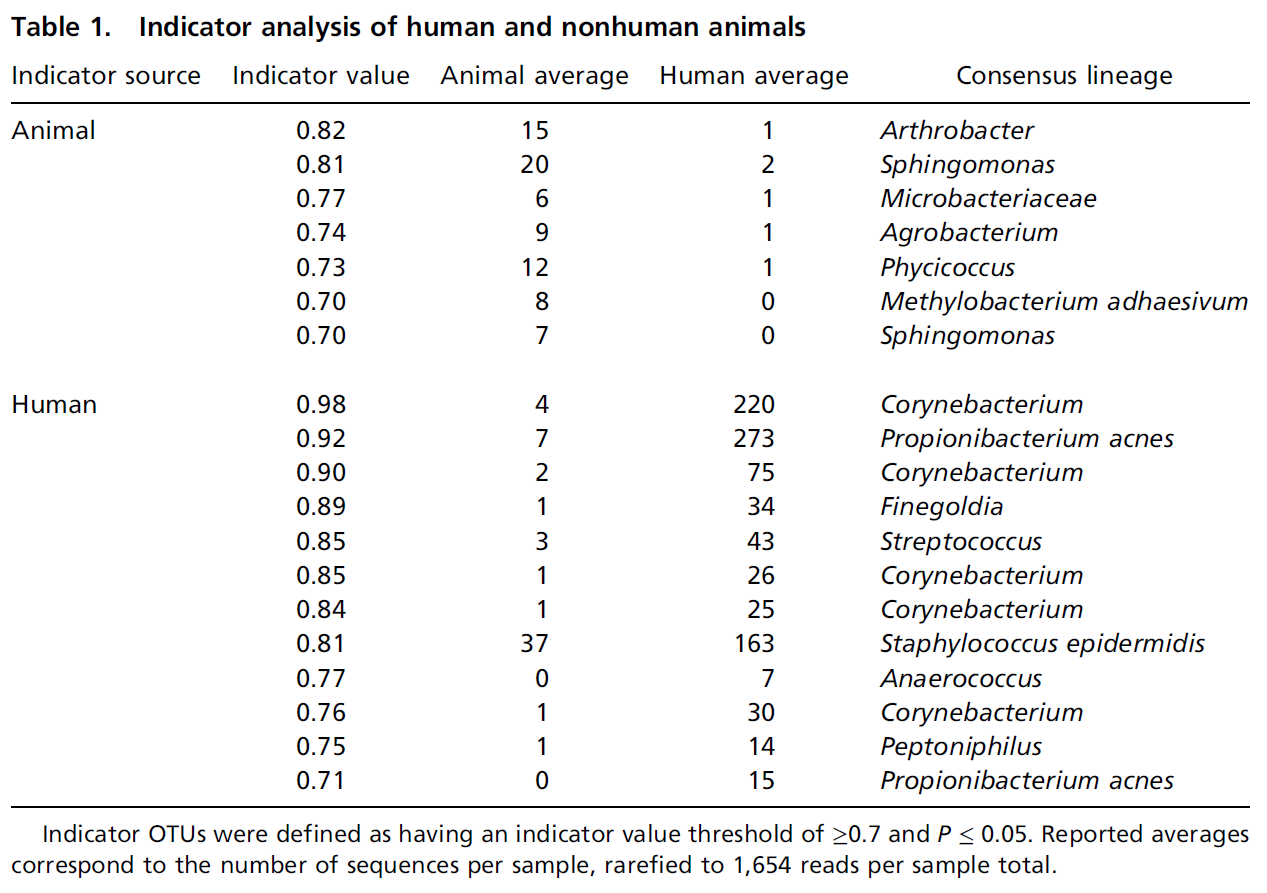 Table 1. Indicator analysis of human and nonhuman animals
Indicator source Indicator value Animal average Human average Consensus lineage
Animal 0.82 15 1 Arthrobacter
0.81 20 2 Sphingomonas
0.77 6 1 Microbacteriaceae
0.74 9 1 Agrobacterium
0.73 12 1 Phycicoccus
0.70 8 0 Methylobacterium adhaesivum
0.70 7 0 Sphingomonas
Human 0.98 4 220 Corynebacterium
0.92 7 273 Propionibacterium acnes
0.90 2 75 Corynebacterium
0.89 1 34 Finegoldia
0.85 3 43 Streptococcus
0.85 1 26 Corynebacterium
0.84 1 25 Corynebacterium
0.81 37 163 Staphylococcus epidermidis
0.77 0 7 Anaerococcus
0.76 1 30 Corynebacterium
0.75 1 14 Peptoniphilus
0.71 0 15 Propionibacterium acnes
Indicator OTUs were defined as having an indicator value threshold of ≥0.7 and P ≤ 0.05. Reported averages
correspond to the number of sequences per sample, rarefied to 1,654 reads per sample total.